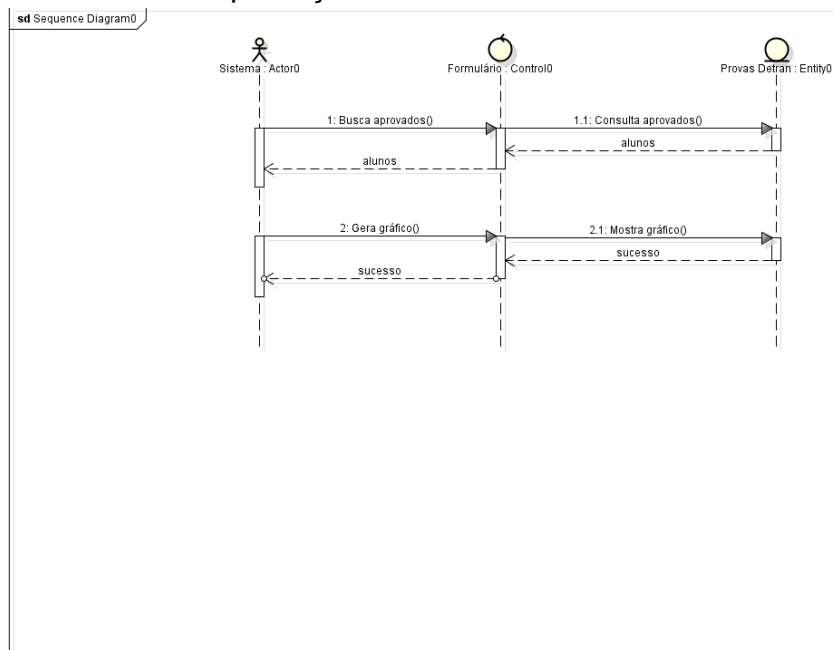 sd Sequence Diagram0
Sistema : Actor0
Formulário : Control0
Provas Detran : Entity0
1: Busca aprovados()
1.1: Consulta aprovados()
alunos
alunos
2: Gera gráfico()
2.1: Mostra gráfico()
sucesso
sucesso